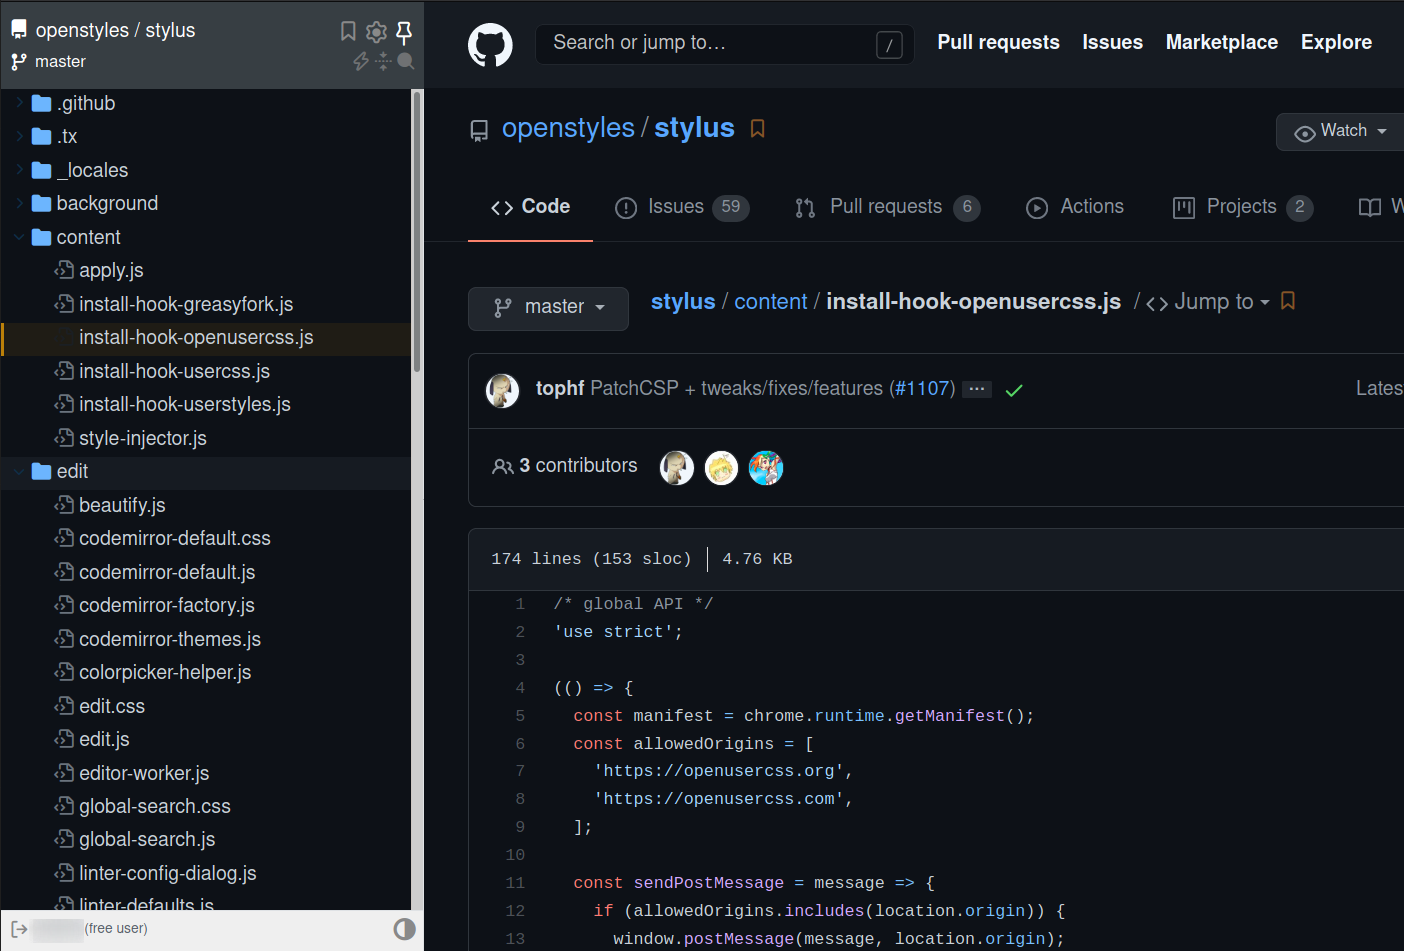 openstyles / stylus
master
.github
.tx
_locales
background
content
apply.js
install-hook-greasyfork.js
install-hook-openusercss.js
install-hook-usercss.js
install-hook-userstyles.js
style-injector.js
edit
beautify.js
codemirror-default.css
codemirror-default.js
codemirror-factory.js
codemirror-themes.js
colorpicker-helper.js
edit.css
edit.js
editor-worker.js
global-search.css
global-search.js
linter-config-dialog.js
linter-defaults.js
(free user)
Search or jump to… /
Pull requests Issues Marketplace Explore
openstyles / stylus
Watch
Code Issues 59 Pull requests 6 Actions Projects 2 W
master
stylus / content / install-hook-openusercss.js / <> Jump to
tophf PatchCSP + tweaks/fixes/features (#1107) ... Lates
3 contributors
174 lines (153 sloc) 4.76 KB
1 /* global API */
2 'use strict';
3
4 (() => {
5 const manifest = chrome.runtime.getManifest();
6 const allowedOrigins = [
7 'https://openusercss.org',
8 'https://openusercss.com',
9 ];
10
11 const sendPostMessage = message => {
12 if (allowedOrigins.includes(location.origin)) {
13 window.postMessage(message, location.origin);